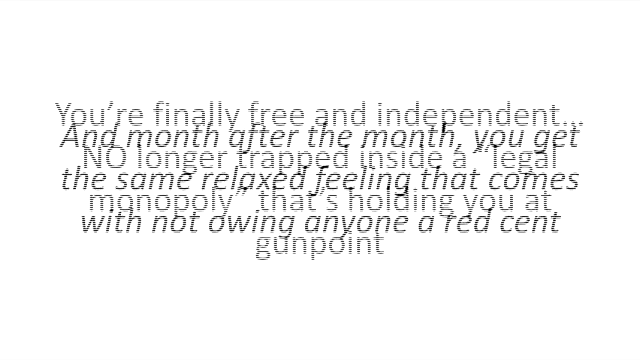 You're finally free and independent...
And month after the month, you get
NO longer trapped inside a "legal
the same relaxed feeling that comes
monopoly" that's holding you at
with not owing anyone a red cent
gunpoint